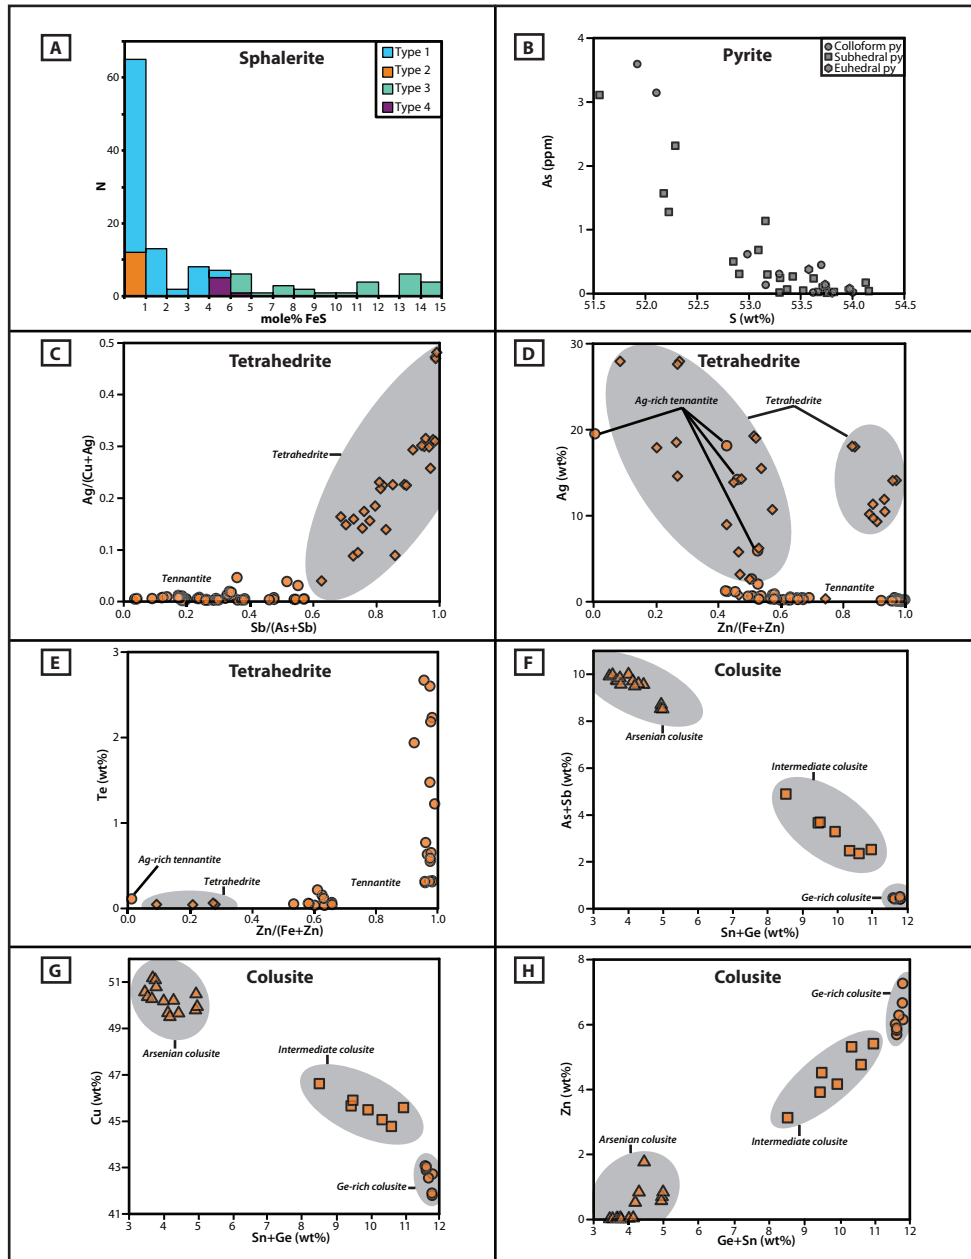 A
Sphalerite
Type 1
Type 2
Type 3
Type 4
60
40
20
0
N
1 2 3 4 6 5 6 7 8 9 10 11 12 13 14 15
mole% FeS
B
Pyrite
Colloform py
Subhedral py
Euhedral py
4
3
2
1
0
As (ppm)
51.5 52.0 52.5 53.0 53.5 54.0 54.5
S (wt%)
C
Tetrahedrite
0.5
0.4
0.3
0.2
0.1
0.0
Ag/(Cu+Ag)
Tetrahedrite
Tennantite
0.0 0.2 0.4 0.6 0.8 1.0
Sb/(As+Sb)
D
Tetrahedrite
30
20
10
0
Ag (wt%)
Ag-rich tennantite
Tetrahedrite
Tennantite
0.0 0.2 0.4 0.6 0.8 1.0
Zn/(Fe+Zn)
E
Tetrahedrite
3
2
1
0
Te (wt%)
Ag-rich tennantite
Tetrahedrite
Tennantite
0.0 0.2 0.4 0.6 0.8 1.0
Zn/(Fe+Zn)
F
Colusite
10
8
6
4
2
0
As+Sb (wt%)
Arsenian colusite
Intermediate colusite
Ge-rich colusite
3 4 5 6 7 8 9 10 11 12
Sn+Ge (wt%)
G
Colusite
51
49
47
45
43
41
Cu (wt%)
Arsenian colusite
Intermediate colusite
Ge-rich colusite
3 4 5 6 7 8 9 10 11 12
Sn+Ge (wt%)
H
Colusite
8
6
4
2
0
Zn (wt%)
Ge-rich colusite
Intermediate colusite
Arsenian colusite
3 4 5 6 7 8 9 10 11 12
Ge+Sn (wt%)